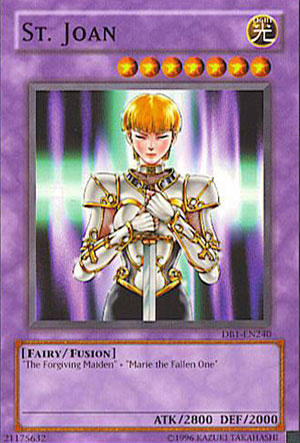 St. Joan
LIGHT
光
DB1-EN240
[Fairy/Fusion]
"The Forgiving Maiden" + "Marie the Fallen One"
ATK/2800 DEF/2000
21175632
©1996 KAZUKI TAKAHASHI